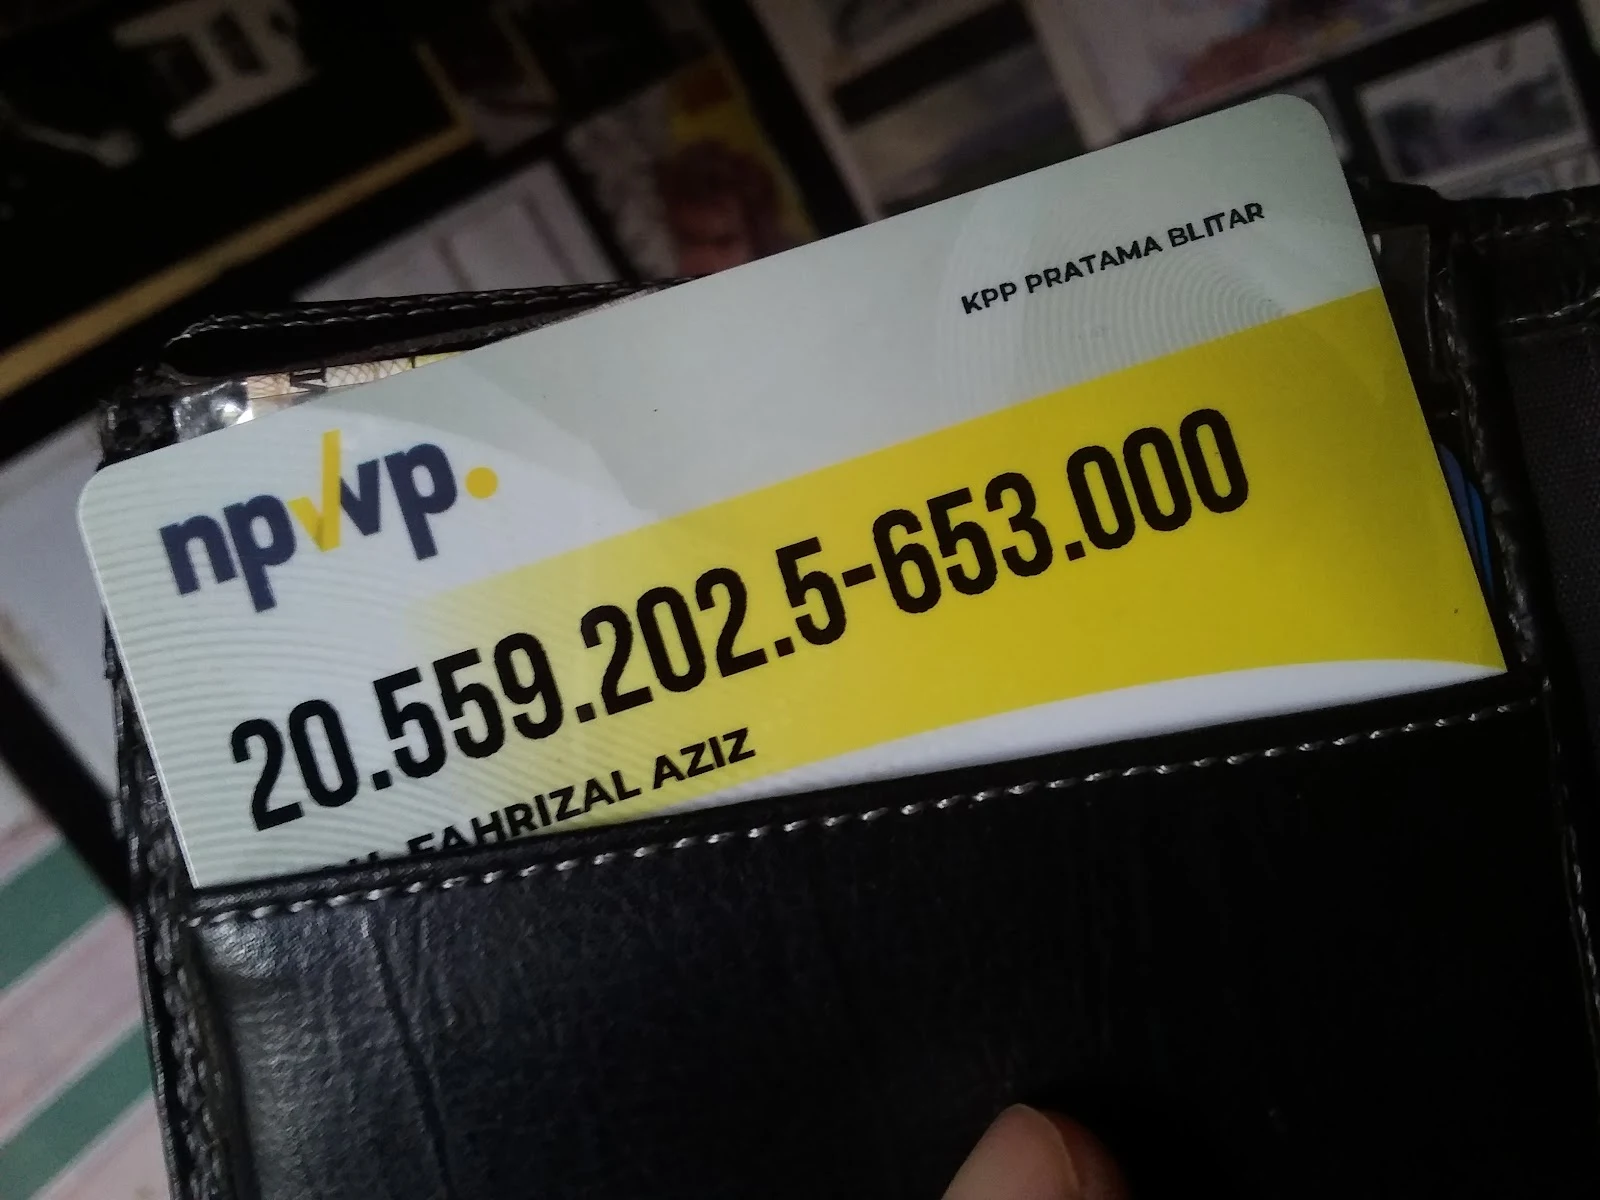 KPP PRATAMA BLITAR
npwp.
20.559.202.5-653.000
FAHRIZAL AZIZ